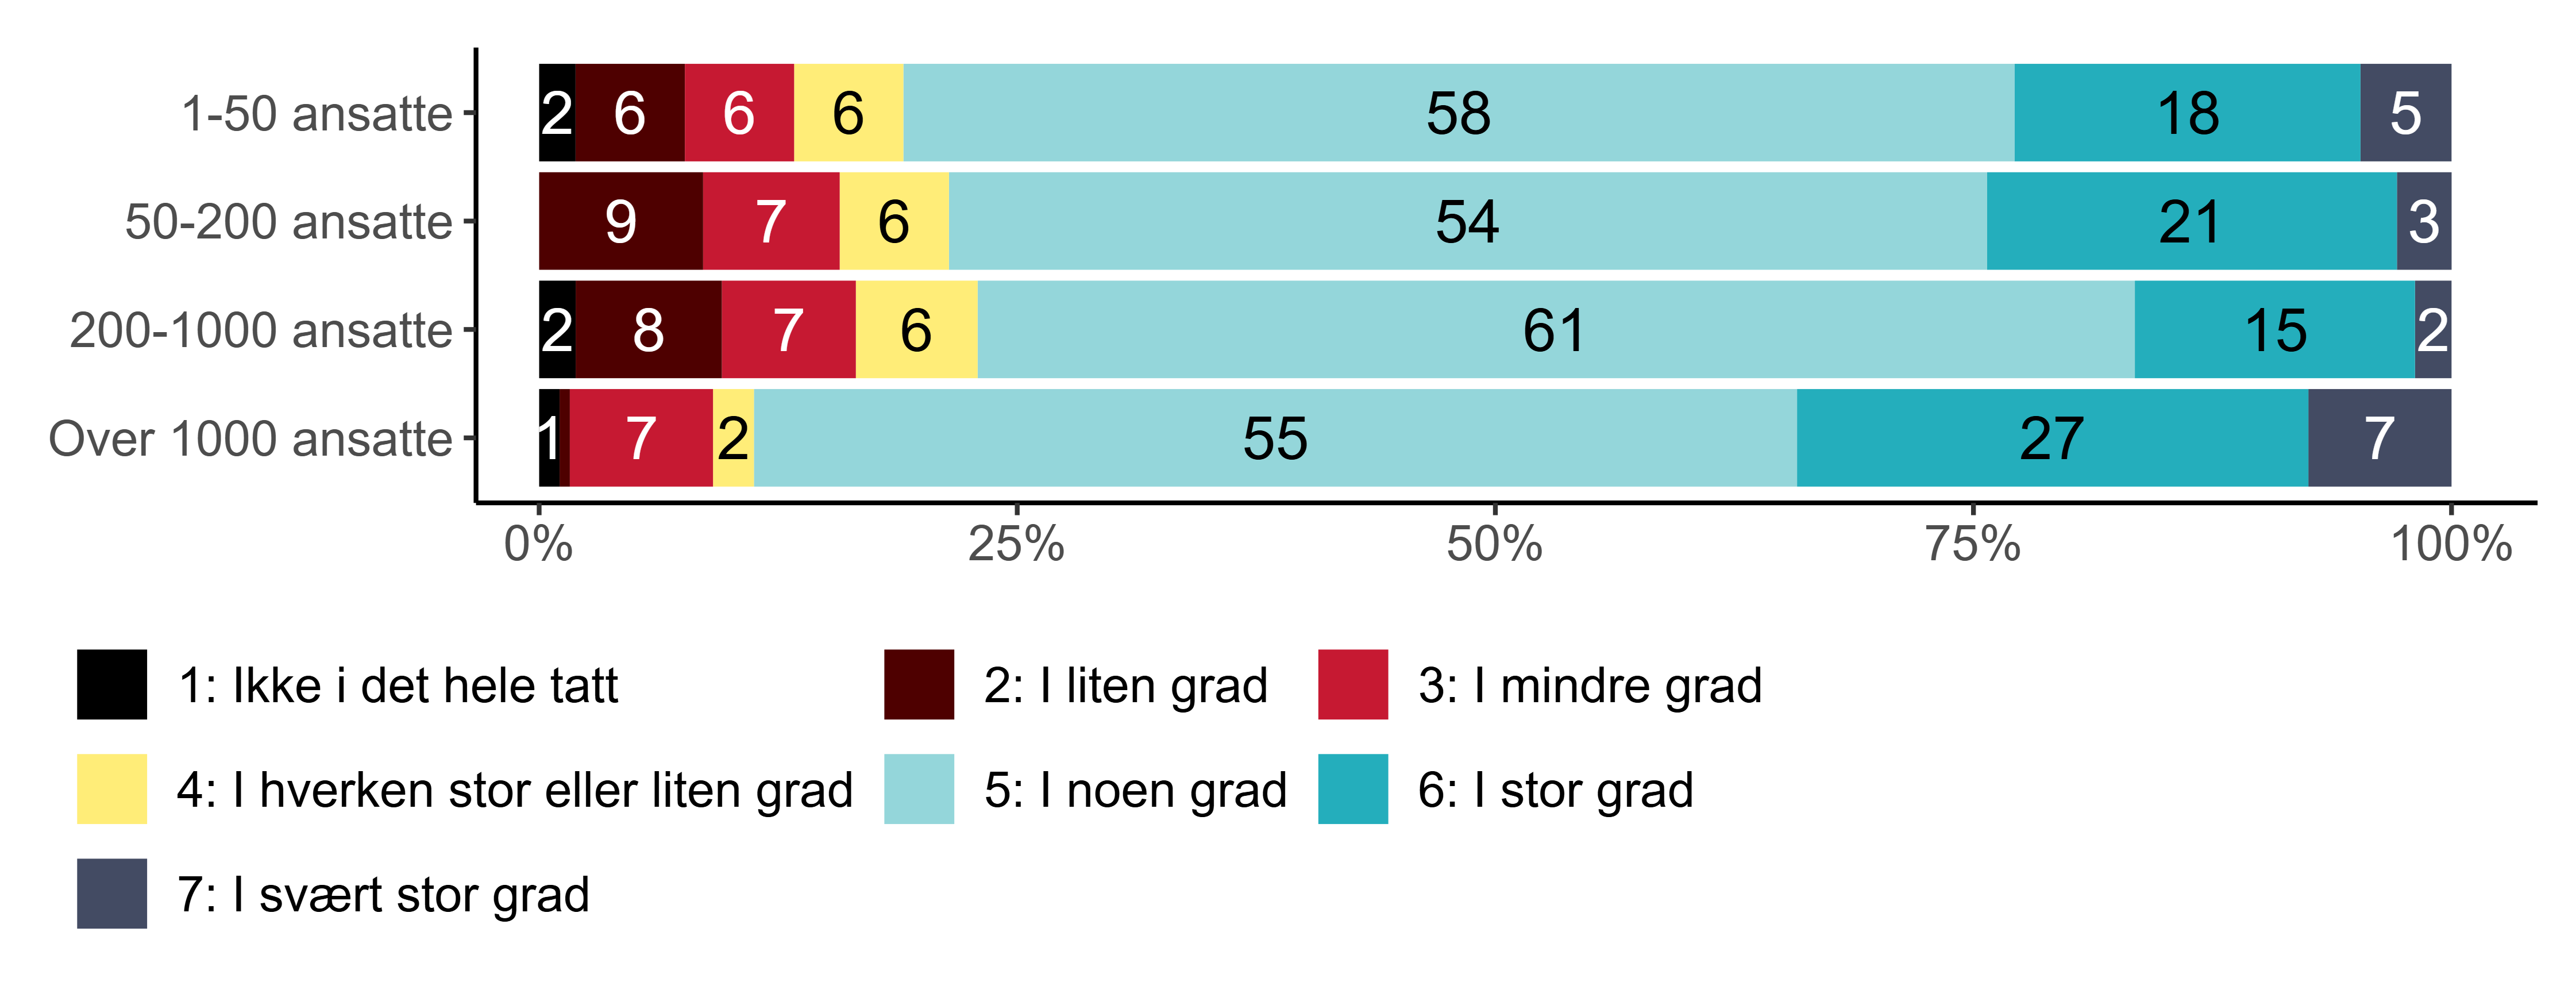 1-50 ansatte 2 6 6 6 58 18 5
50-200 ansatte 9 7 6 54 21 3
200-1000 ansatte 2 8 7 6 61 15 2
Over 1000 ansatte 1 7 2 55 27 7
0% 25% 50% 75% 100%
1: Ikke i det hele tatt 2: I liten grad 3: I mindre grad
4: I hverken stor eller liten grad 5: I noen grad 6: I stor grad
7: I svært stor grad